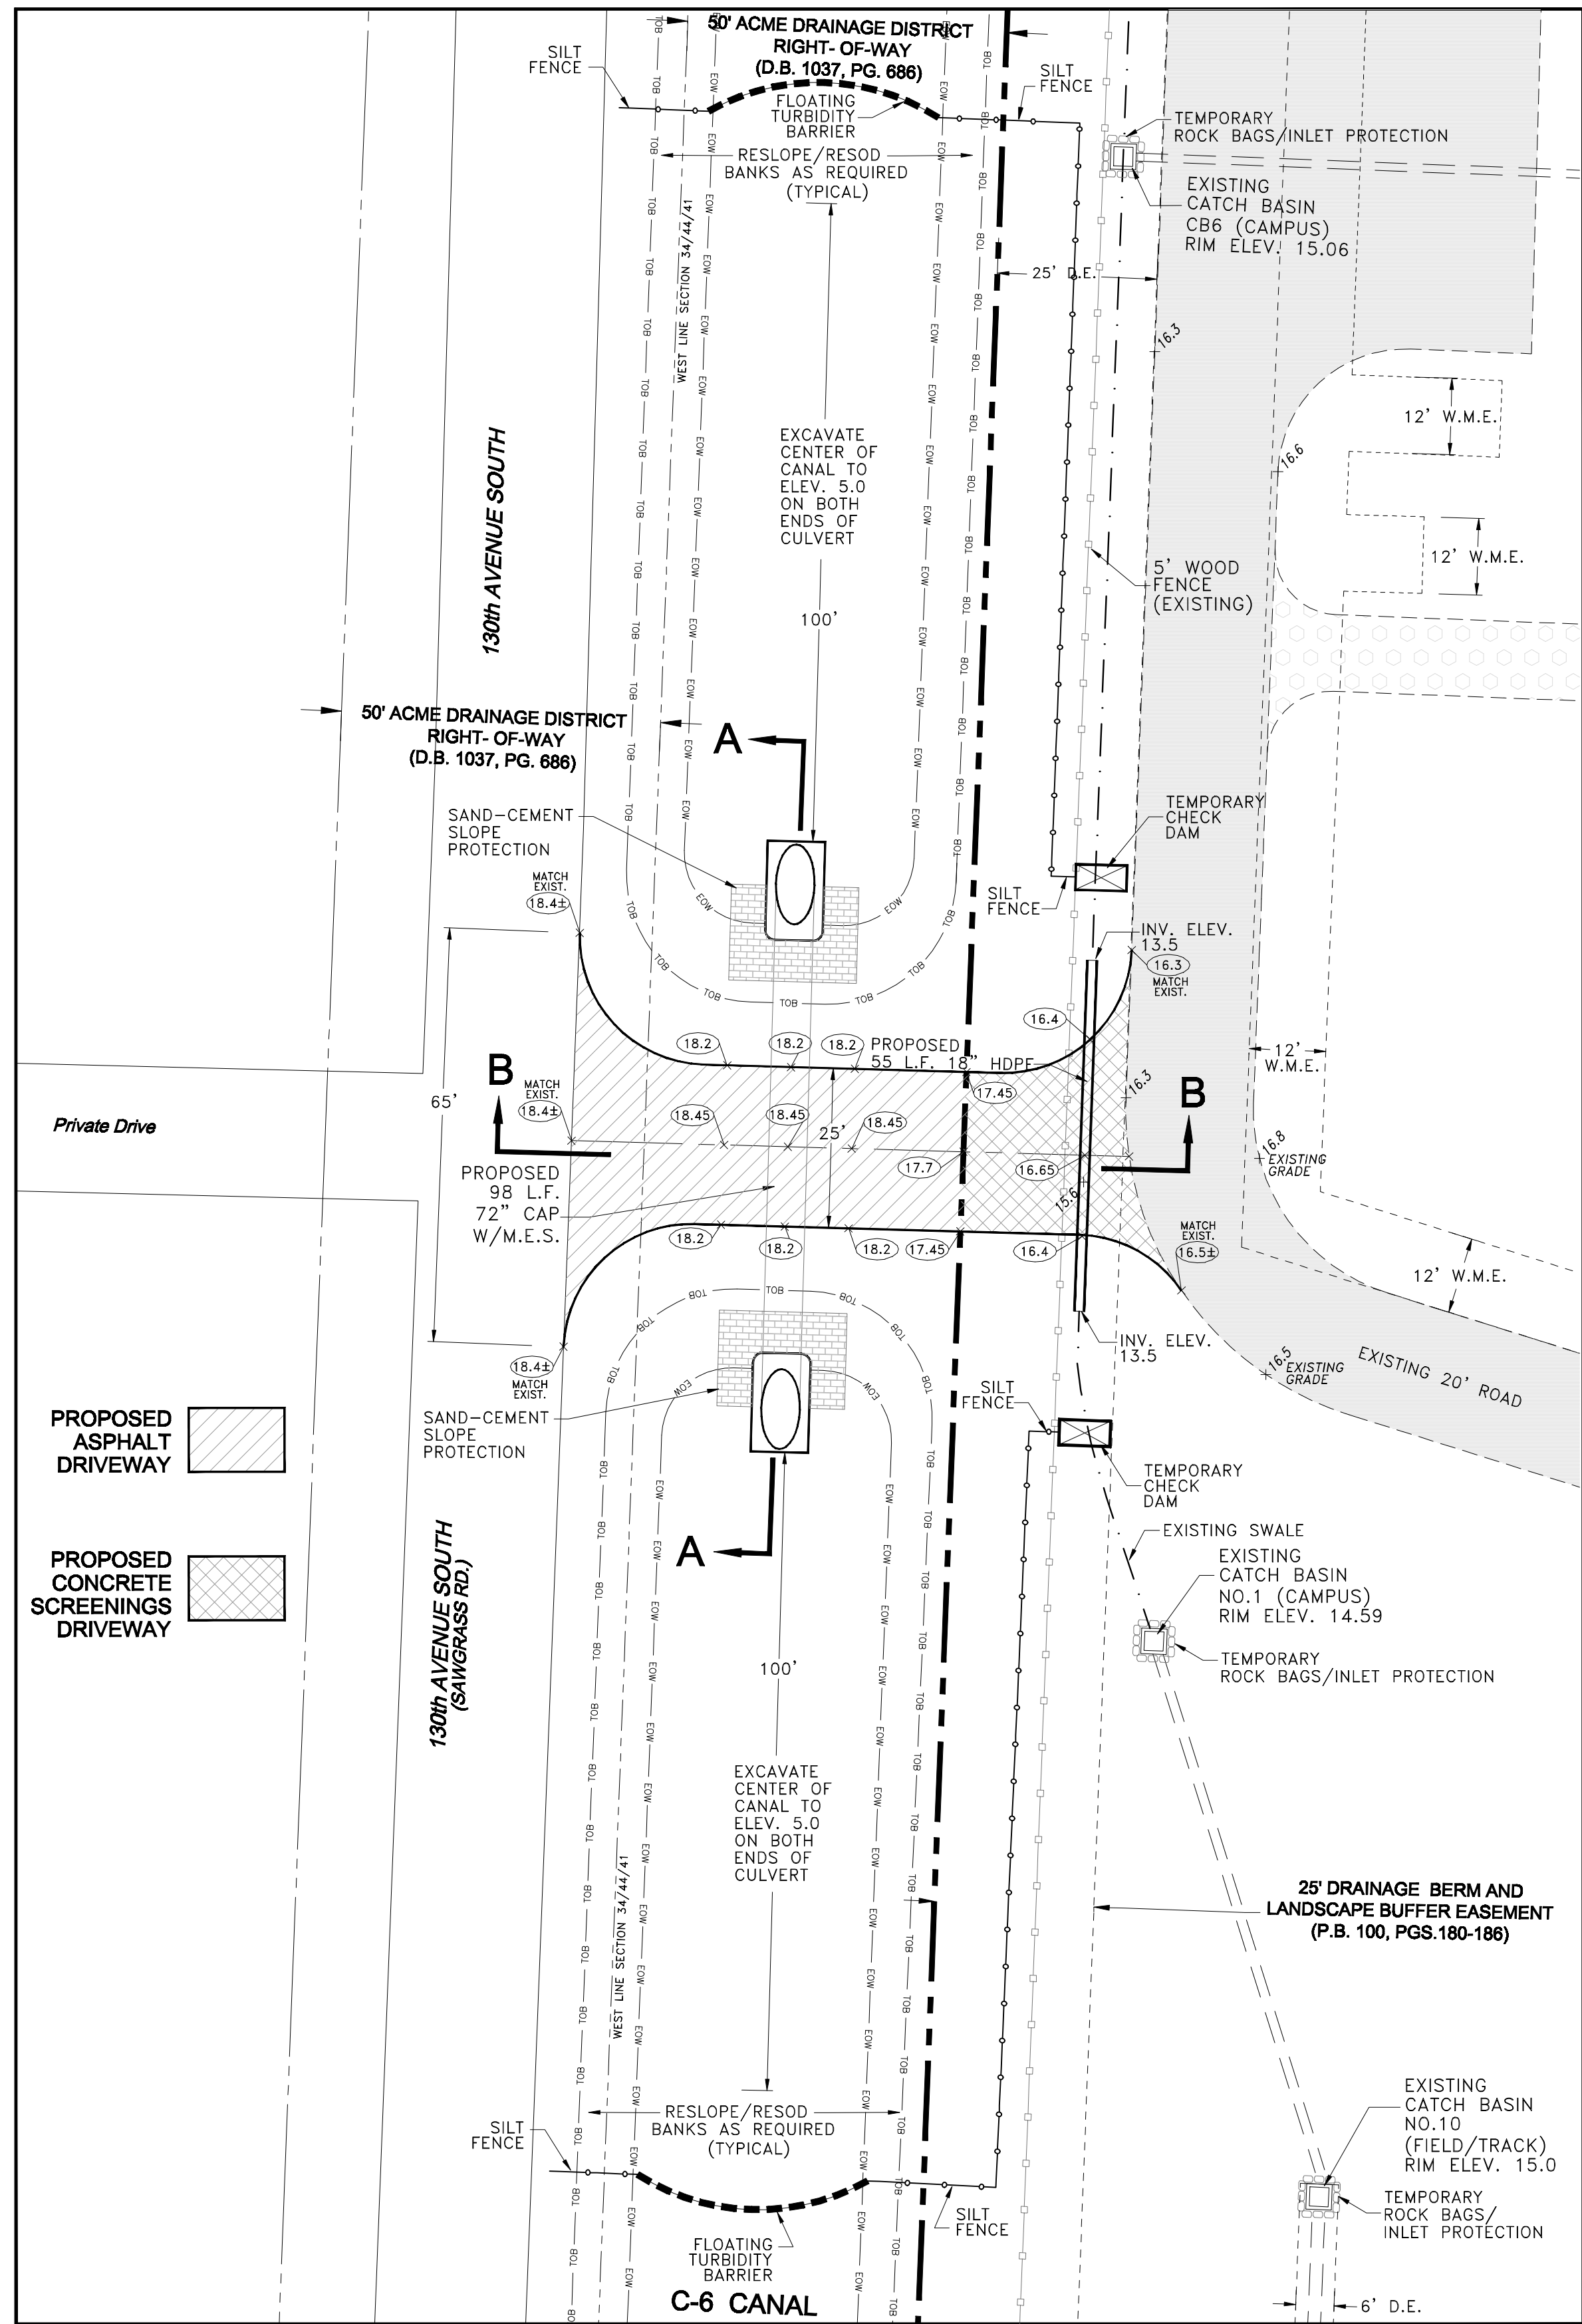 50' ACME DRAINAGE DISTRICT
RIGHT- OF-WAY
(D.B. 1037, PG. 686)
SILT
FENCE
SILT
FENCE
FLOATING
TURBIDITY
BARRIER
TEMPORARY
ROCK BAGS/INLET PROTECTION
RESLOPE/RESOD
BANKS AS REQUIRED
(TYPICAL)
EXISTING
CATCH BASIN
CB6 (CAMPUS)
RIM ELEV. 15.06
WEST LINE SECTION 34/44/41
25' D.E.
16.3
12' W.M.E.
16.6
EXCAVATE
CENTER OF
CANAL TO
ELEV. 5.0
ON BOTH
ENDS OF
CULVERT
130th AVENUE SOUTH
12' W.M.E.
5' WOOD
FENCE
(EXISTING)
100'
50' ACME DRAINAGE DISTRICT
RIGHT- OF-WAY
(D.B. 1037, PG. 686)
A
SAND-CEMENT
SLOPE
PROTECTION
TEMPORARY
CHECK
DAM
MATCH
EXIST.
18.4±
SILT
FENCE
INV. ELEV.
13.5
16.3
MATCH
EXIST.
16.4
18.2
18.2
18.2
PROPOSED
55 L.F. 18" HDPE
12'
W.M.E.
B
MATCH
EXIST.
18.4±
65'
17.45
16.3
B
Private Drive
18.45
18.45
18.45
25'
16.8
EXISTING
GRADE
17.7
16.65
15.6
PROPOSED
98 L.F.
72" CAP
W/M.E.S.
18.2
18.2
18.2
17.45
16.4
MATCH
EXIST.
16.5±
12' W.M.E.
INV. ELEV.
13.5
18.4±
MATCH
EXIST.
16.5
EXISTING
GRADE
EXISTING 20' ROAD
SILT
FENCE
PROPOSED
ASPHALT
DRIVEWAY
SAND-CEMENT
SLOPE
PROTECTION
TEMPORARY
CHECK
DAM
A
EXISTING SWALE
PROPOSED
CONCRETE
SCREENINGS
DRIVEWAY
130th AVENUE SOUTH
(SAWGRASS RD.)
EXISTING
CATCH BASIN
NO.1 (CAMPUS)
RIM ELEV. 14.59
TEMPORARY
ROCK BAGS/INLET PROTECTION
100'
EXCAVATE
CENTER OF
CANAL TO
ELEV. 5.0
ON BOTH
ENDS OF
CULVERT
WEST LINE SECTION 34/44/41
25' DRAINAGE BERM AND
LANDSCAPE BUFFER EASEMENT
(P.B. 100, PGS.180-186)
RESLOPE/RESOD
BANKS AS REQUIRED
(TYPICAL)
SILT
FENCE
EXISTING
CATCH BASIN
NO.10
(FIELD/TRACK)
RIM ELEV. 15.0
TEMPORARY
ROCK BAGS/
INLET PROTECTION
SILT
FENCE
FLOATING
TURBIDITY
BARRIER
C-6 CANAL
6' D.E.
TOB
EOW